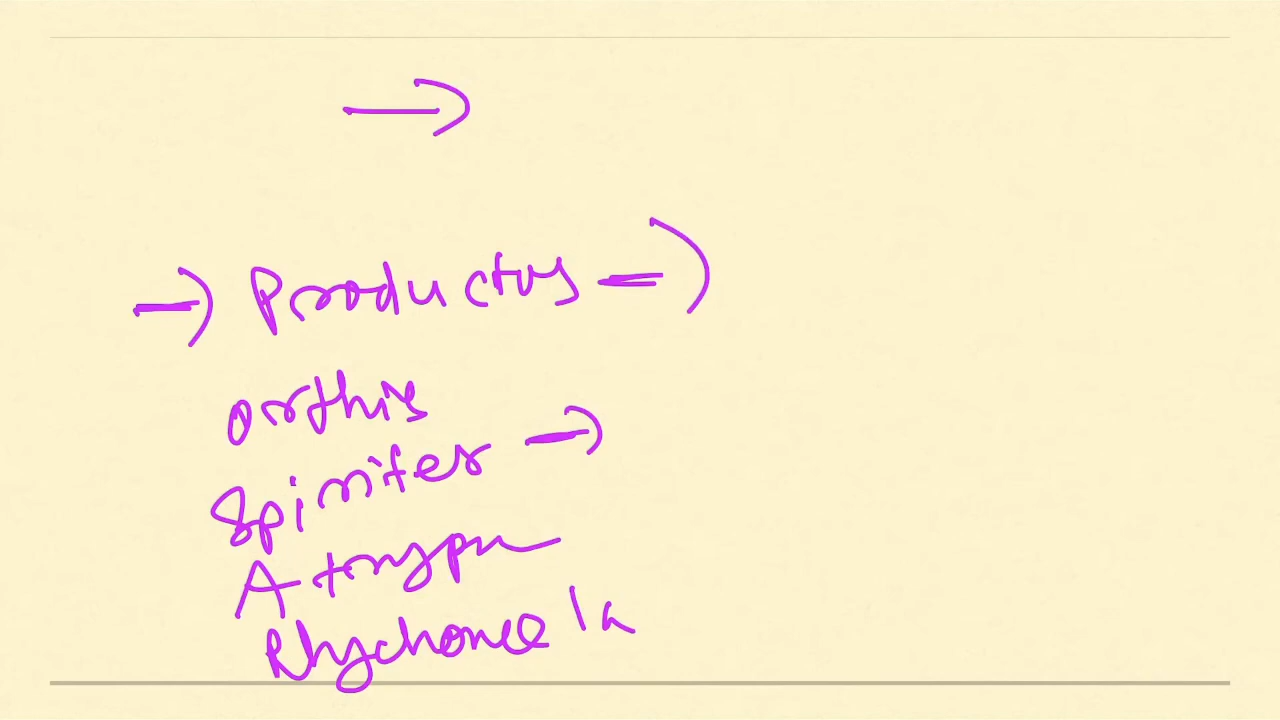 → Productus →
orthis
Spirifer →
Atrypa
Rhychonella